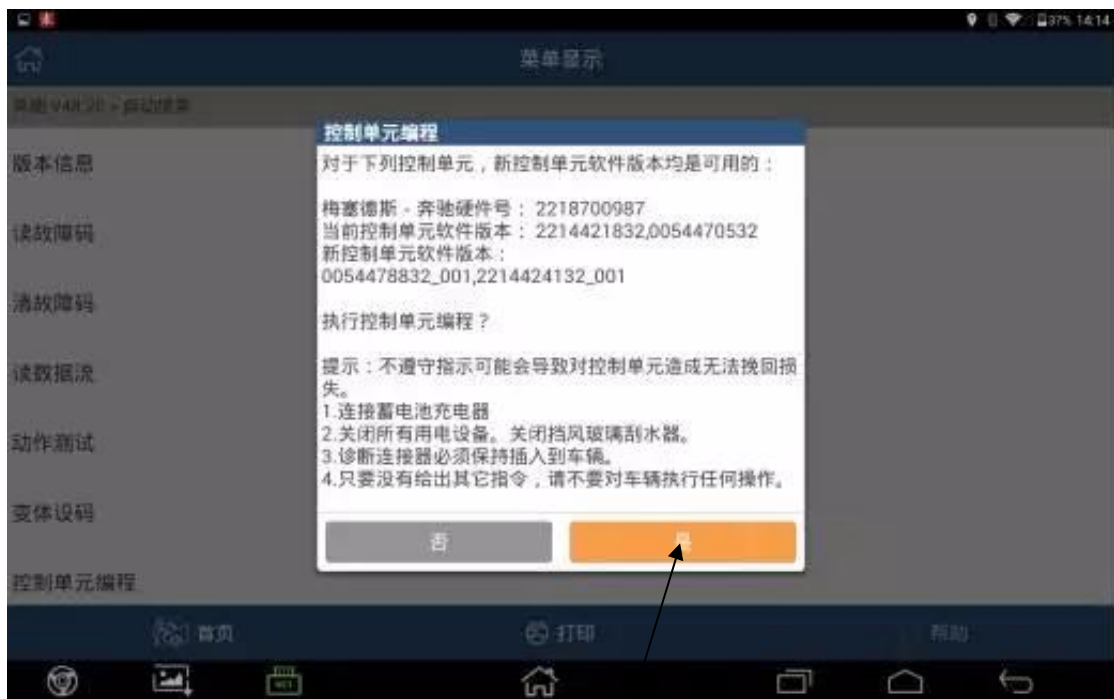 37% 14:14
菜单显示
奔驰 V48.20 > 自动搜索
版本信息
读故障码
清故障码
读数据流
动作测试
变体设码
控制单元编程
控制单元编程
对于下列控制单元，新控制单元软件版本均是可用的：
梅塞德斯 - 奔驰硬件号： 2218700987
当前控制单元软件版本： 2214421832,0054470532
新控制单元软件版本：
0054478832_001,2214424132_001
执行控制单元编程？
提示：不遵守指示可能会导致对控制单元造成无法挽回损
失。
1.连接蓄电池充电器
2.关闭所有用电设备。关闭挡风玻璃刮水器。
3.诊断连接器必须保持插入到车辆。
4.只要没有给出其它指令，请不要对车辆执行任何操作。
否
是
首页
打印
帮助